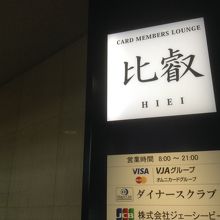 CARD MEMBERS LOUNGE
比叡
HIEI
営業時間 8:00～21:00
VISA VJAグループ
オムニカードグループ
ダイナースクラブ
JCB 株式会社ジェーシービー